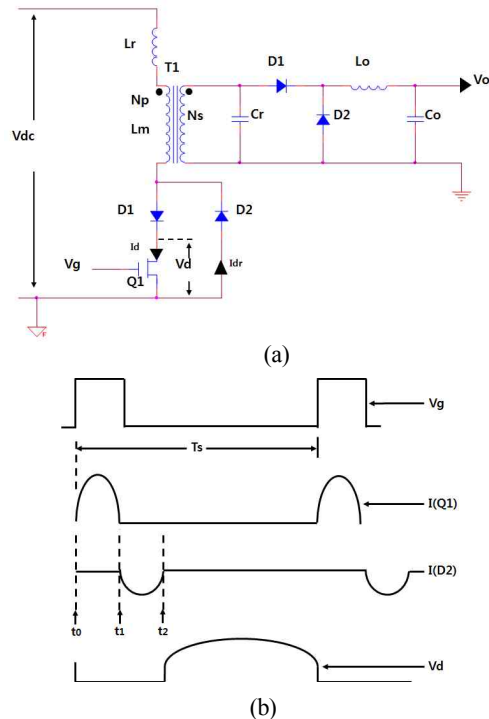 Lr
T1
D1
Lo
Vo
Np
Lm
Ns
Cr
D2
Co
Vdc
D1
D2
Id
Vd
Idr
Vg
Q1
F
(a)
Vg
Ts
I(Q1)
I(D2)
t0 t1 t2
Vd
(b)